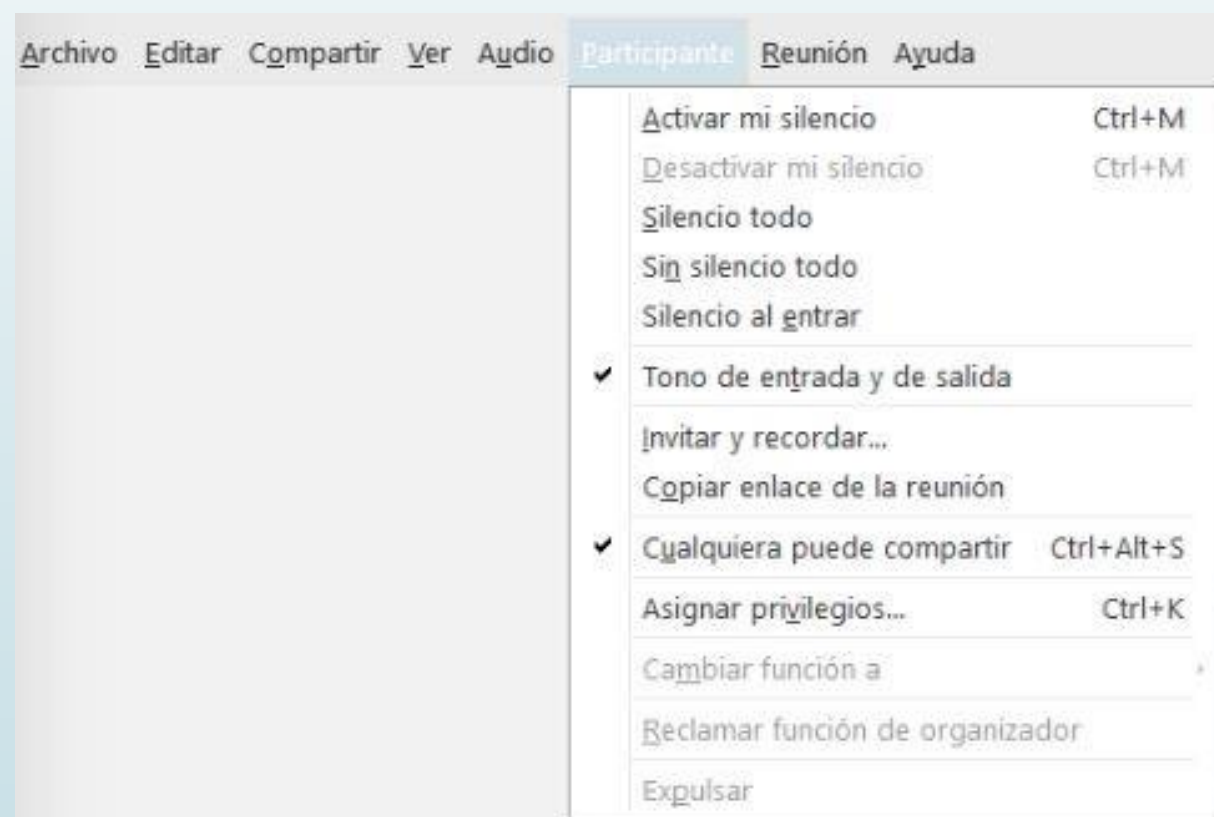 Archivo Editar Compartir Ver Audio Participante Reunión Ayuda
Activar mi silencio Ctrl+M
Desactivar mi silencio Ctrl+M
Silencio todo
Sin silencio todo
Silencio al entrar
Tono de entrada y de salida
Invitar y recordar...
Copiar enlace de la reunión
Cualquiera puede compartir Ctrl+Alt+S
Asignar privilegios... Ctrl+K
Cambiar función a
Reclamar función de organizador
Expulsar